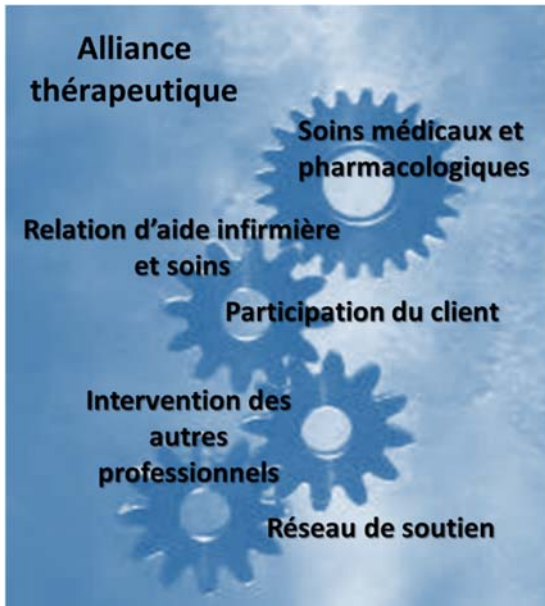 Alliance
thérapeutique
Soins médicaux et
pharmacologiques
Relation d'aide infirmière
et soins
Participation du client
Intervention des
autres
professionnels
Réseau de soutien